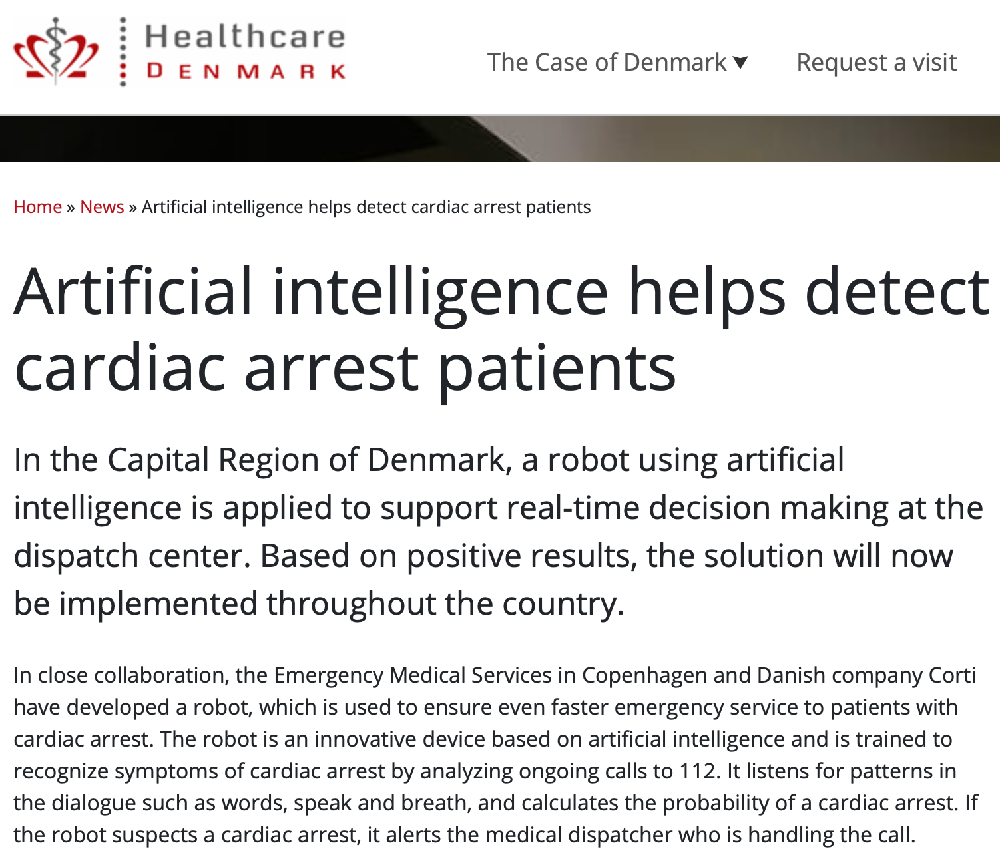 Healthcare
DENMARK
The Case of Denmark
Request a visit
Home » News » Artificial intelligence helps detect cardiac arrest patients
Artificial intelligence helps detect
cardiac arrest patients
In the Capital Region of Denmark, a robot using artificial
intelligence is applied to support real-time decision making at the
dispatch center. Based on positive results, the solution will now
be implemented throughout the country.
In close collaboration, the Emergency Medical Services in Copenhagen and Danish company Corti
have developed a robot, which is used to ensure even faster emergency service to patients with
cardiac arrest. The robot is an innovative device based on artificial intelligence and is trained to
recognize symptoms of cardiac arrest by analyzing ongoing calls to 112. It listens for patterns in
the dialogue such as words, speak and breath, and calculates the probability of a cardiac arrest. If
the robot suspects a cardiac arrest, it alerts the medical dispatcher who is handling the call.